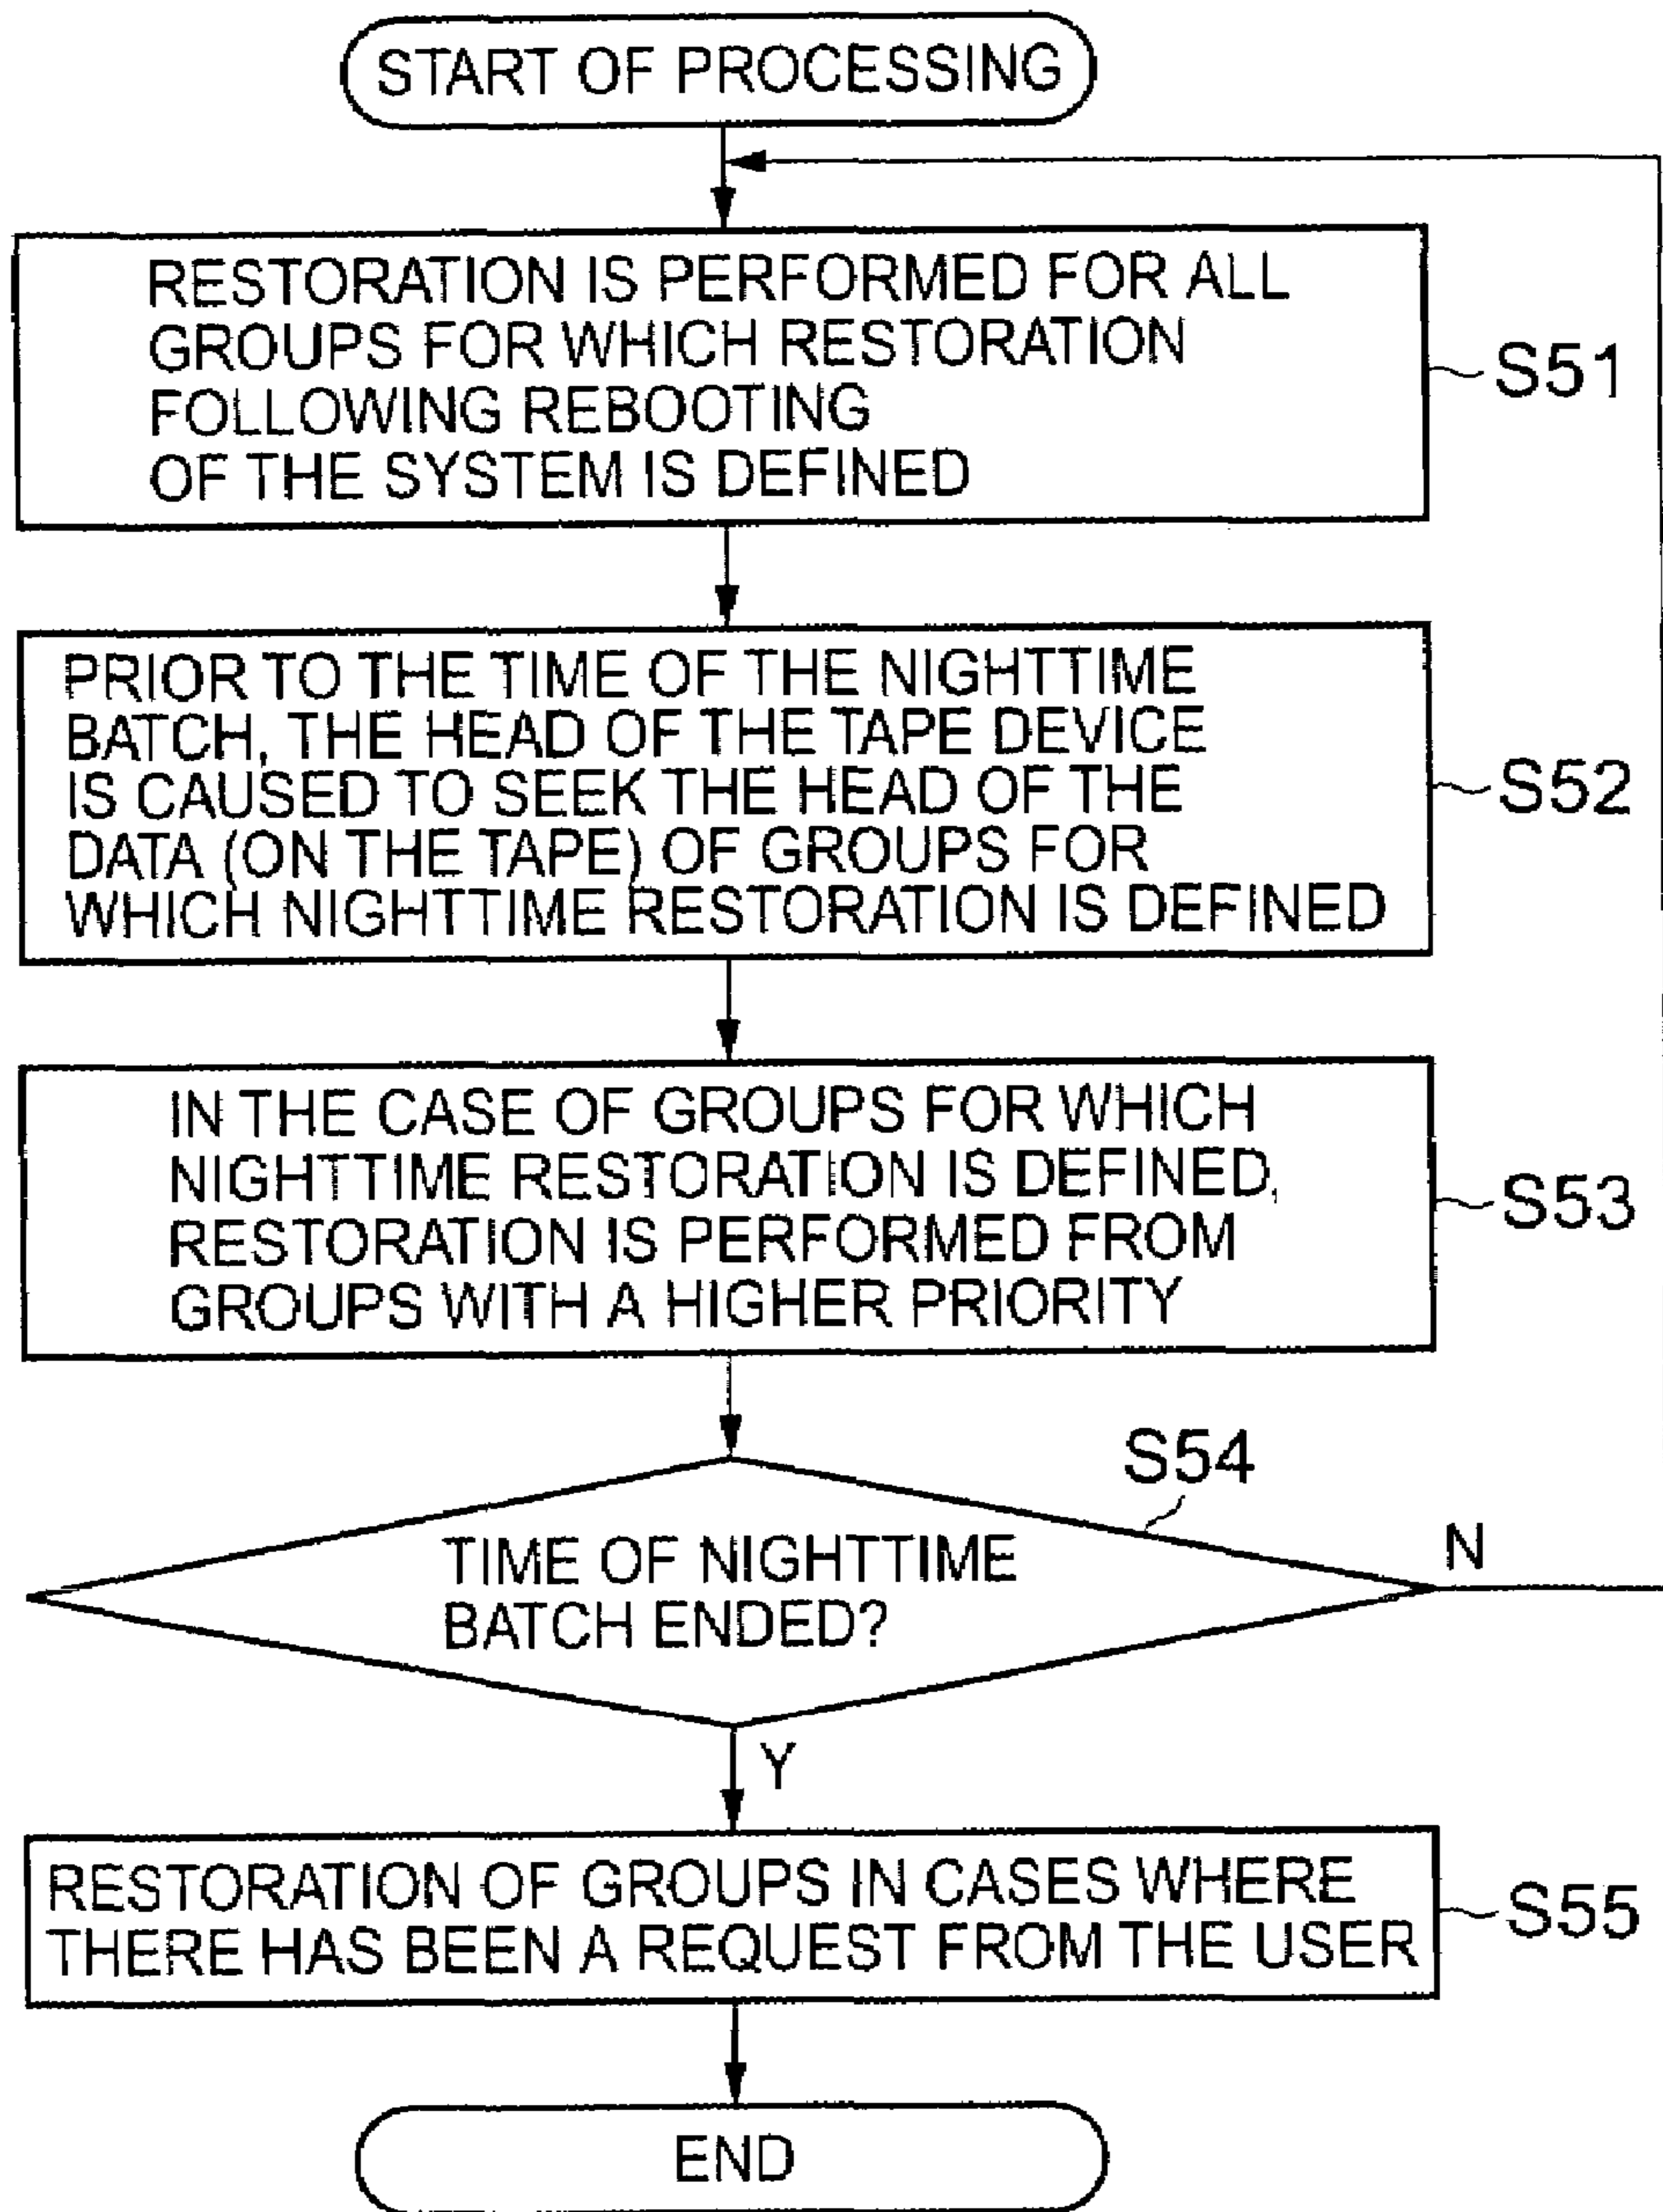 START OF PROCESSING
RESTORATION IS PERFORMED FOR ALL
GROUPS FOR WHICH RESTORATION
FOLLOWING REBOOTING
OF THE SYSTEM IS DEFINED
S51
PRIOR TO THE TIME OF THE NIGHTTIME
BATCH, THE HEAD OF THE TAPE DEVICE
IS CAUSED TO SEEK THE HEAD OF THE
DATA (ON THE TAPE) OF GROUPS FOR
WHICH NIGHTTIME RESTORATION IS DEFINED
S52
IN THE CASE OF GROUPS FOR WHICH
NIGHTTIME RESTORATION IS DEFINED,
RESTORATION IS PERFORMED FROM
GROUPS WITH A HIGHER PRIORITY
S53
S54
TIME OF NIGHTTIME
BATCH ENDED?
N
Y
RESTORATION OF GROUPS IN CASES WHERE
THERE HAS BEEN A REQUEST FROM THE USER
S55
END